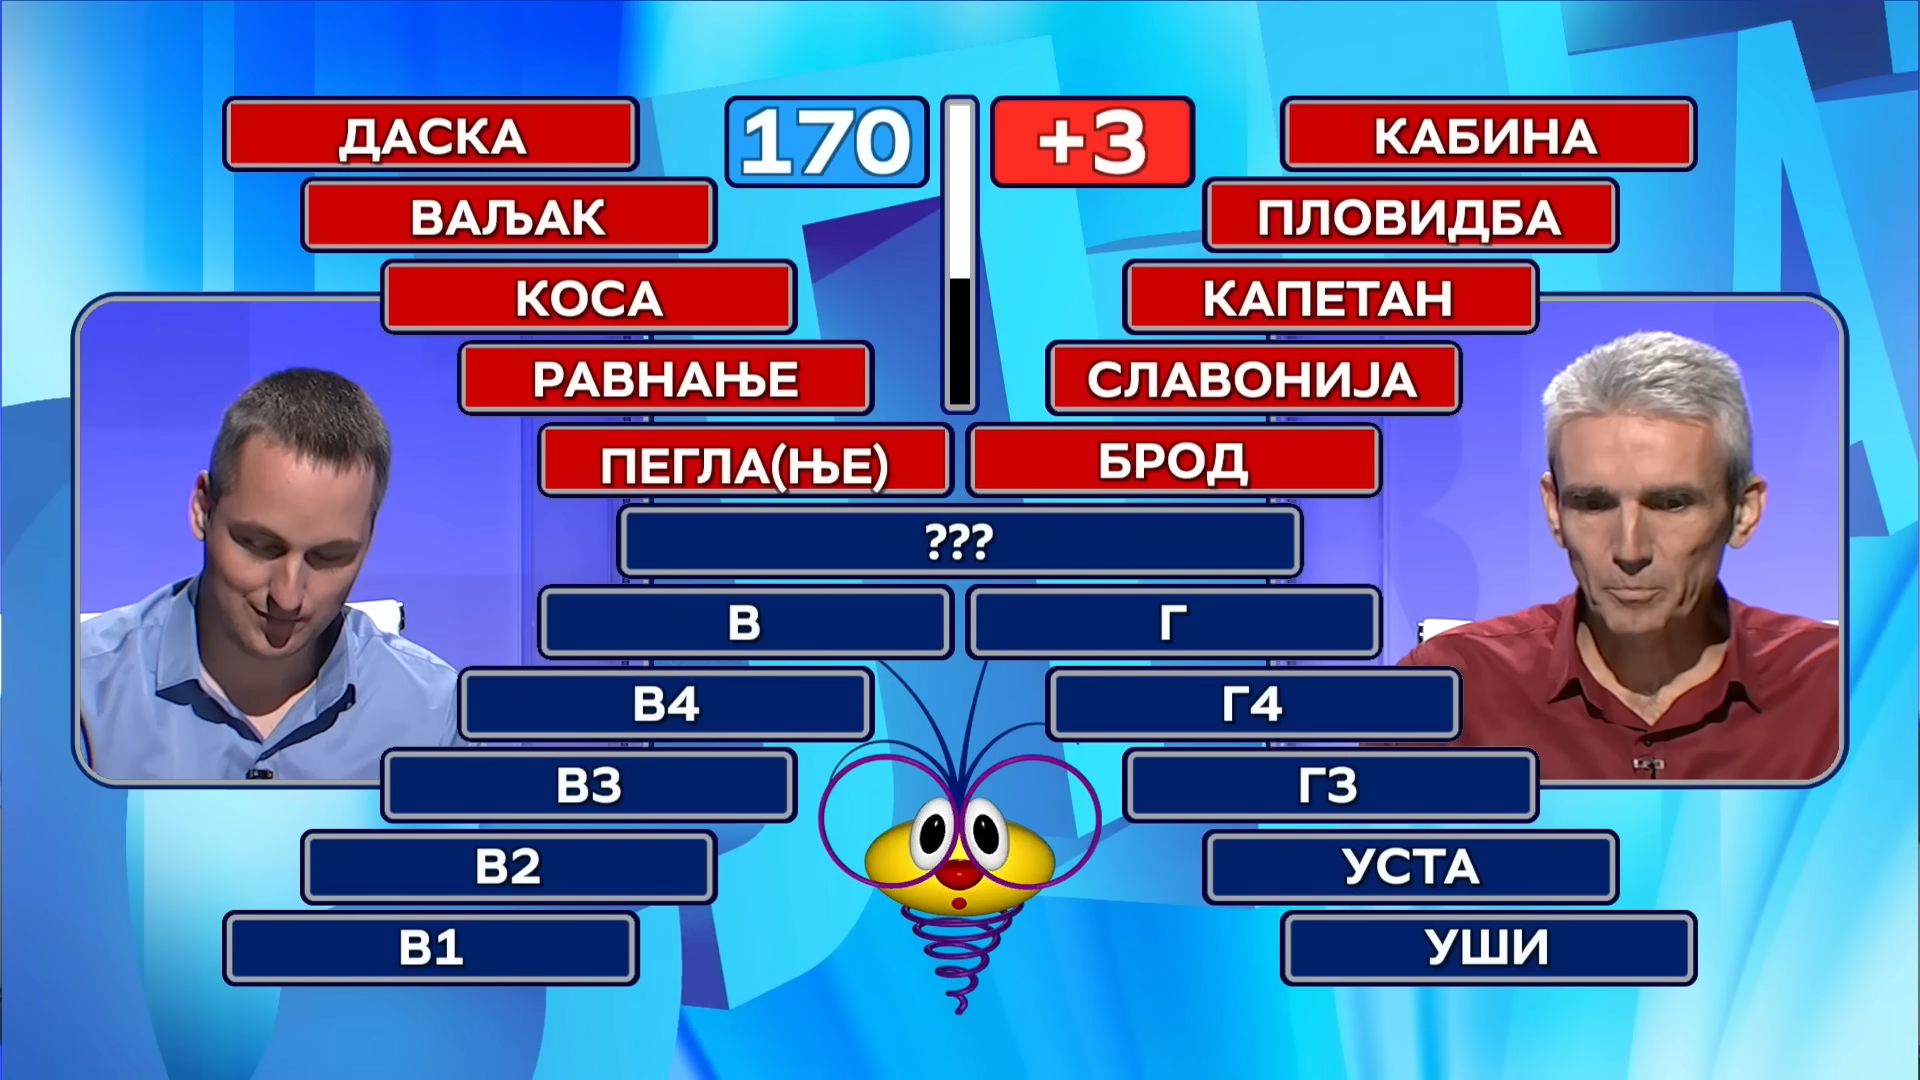 ДАСКА
170
+3
КАБИНА
ВАЉАК
ПЛОВИДБА
КОСА
КАПЕТАН
РАВНАЊЕ
СЛАВОНИЈА
ПЕГЛА(ЊЕ)
БРОД
???
В
Г
В4
Г4
В3
Г3
В2
УСТА
В1
УШИ